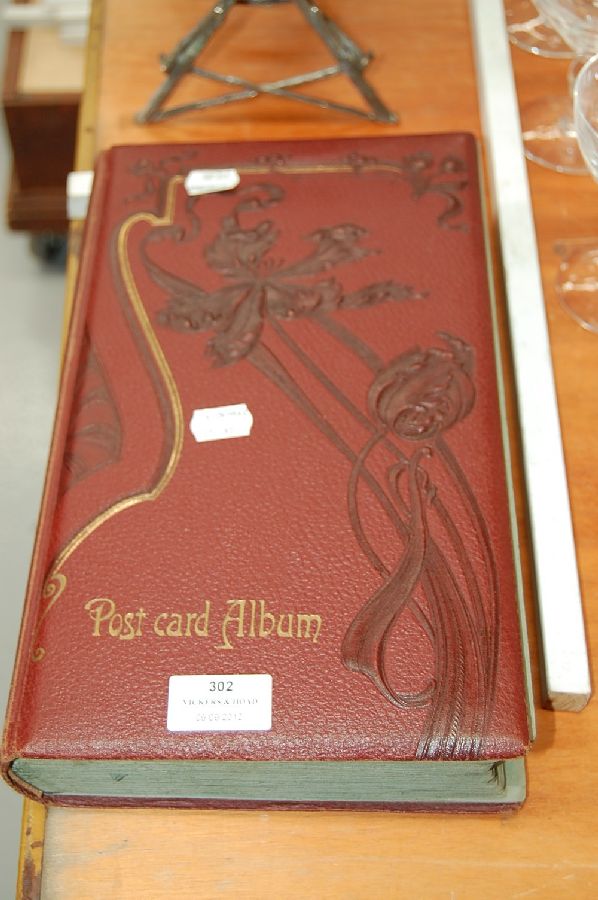 Post card Album
302
VICKERS & HOAD